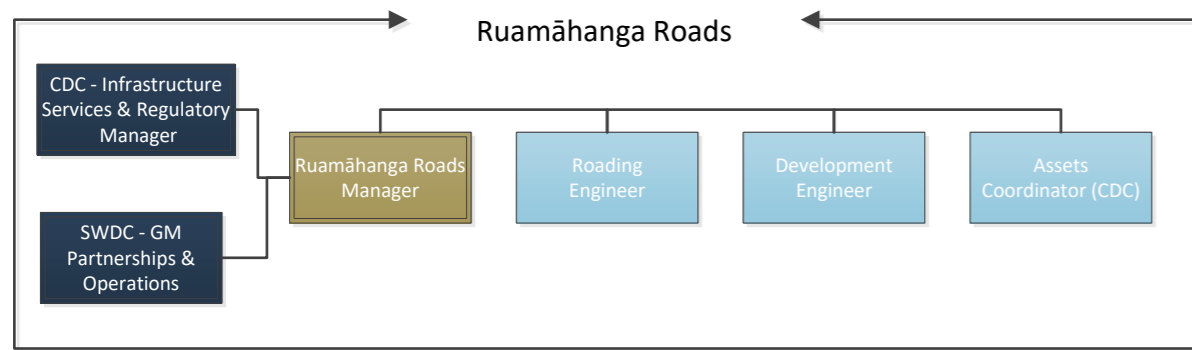 Ruamāhanga Roads
CDC - Infrastructure
Services & Regulatory
Manager
Ruamāhanga Roads
Manager
Roading
Engineer
Development
Engineer
Assets
Coordinator (CDC)
SWDC - GM
Partnerships &
Operations